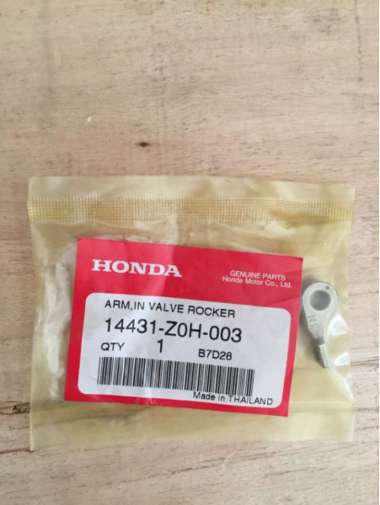 HONDA
GENUINE PARTS
Honda Motor Co., Ltd.
ARM,IN VALVE ROCKER
14431-Z0H-003
QTY 1 B7D26
Made in THAILAND